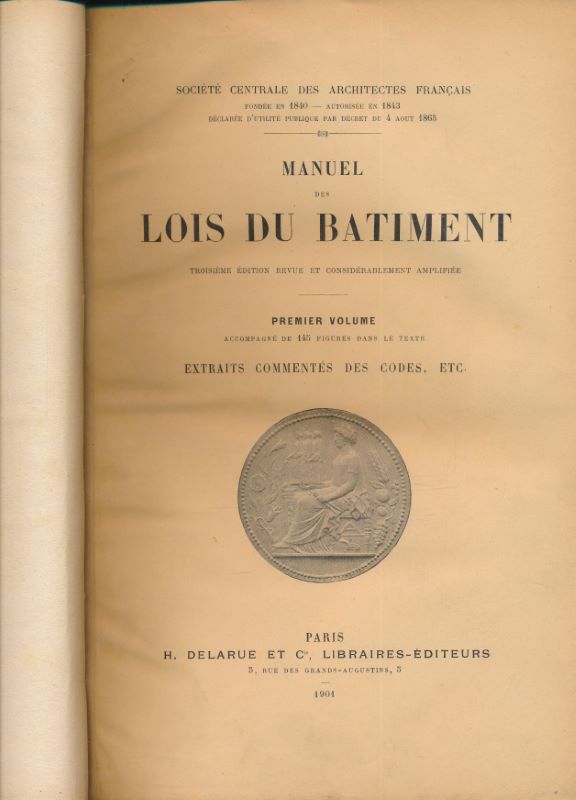 SOCIÉTÉ CENTRALE DES ARCHITECTES FRANÇAIS
FONDÉE EN 1840 — AUTORISÉE EN 1843
DÉCLARÉE D'UTILITÉ PUBLIQUE PAR DÉCRET DU 4 AOUT 1865
MANUEL
DES
LOIS DU BATIMENT
TROISIÈME ÉDITION REVUE ET CONSIDÉRABLEMENT AMPLIFIÉE
PREMIER VOLUME
ACCOMPAGNÉ DE 145 FIGURES DANS LE TEXTE
EXTRAITS COMMENTÉS DES CODES, ETC.
PARIS
H. DELARUE ET Cie, LIBRAIRES-ÉDITEURS
5, RUE DES GRANDS-AUGUSTINS, 5
1901